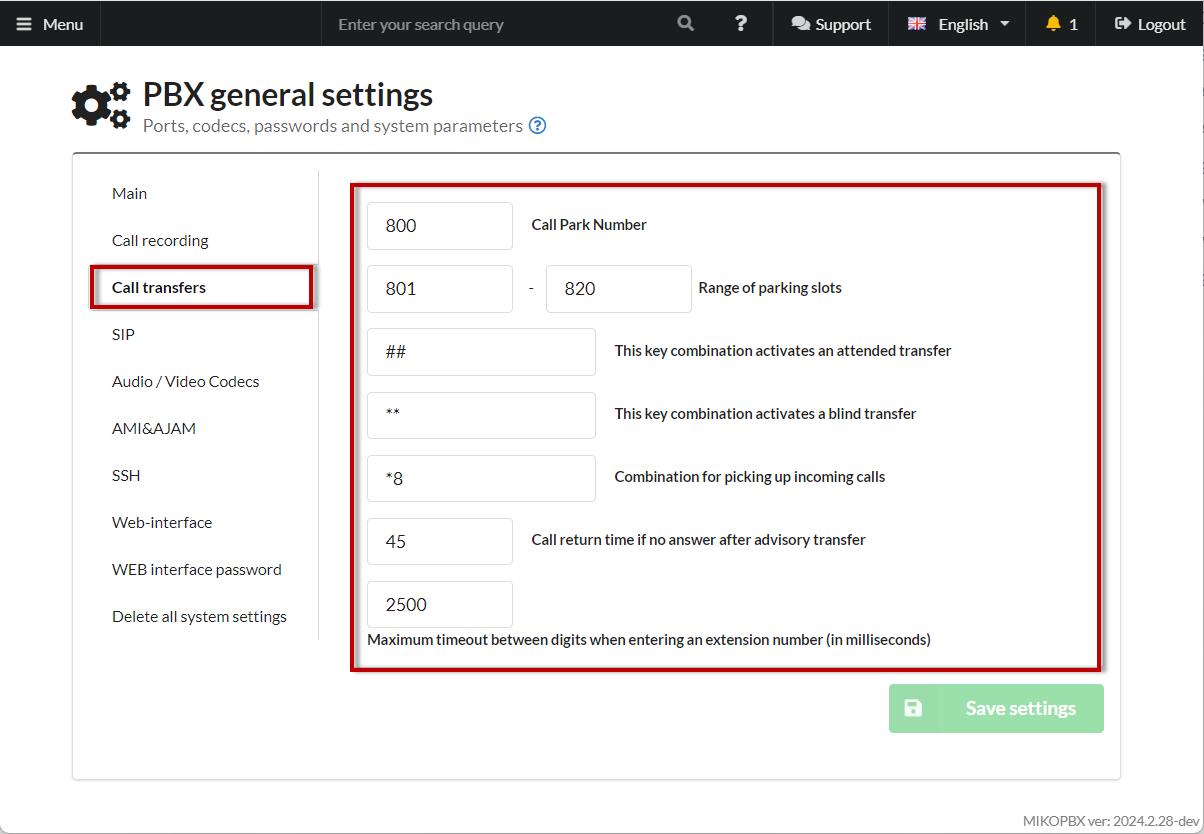 Menu
Enter your search query
?
Support
English
1
Logout
PBX general settings
Ports, codecs, passwords and system parameters ?
Main
Call recording
Call transfers
SIP
Audio / Video Codecs
AMI&AJAM
SSH
Web-interface
WEB interface password
Delete all system settings
800 Call Park Number
801 - 820 Range of parking slots
## This key combination activates an attended transfer
** This key combination activates a blind transfer
*8 Combination for picking up incoming calls
45 Call return time if no answer after advisory transfer
2500
Maximum timeout between digits when entering an extension number (in milliseconds)
Save settings
MIKOPBX ver: 2024.2.28-dev